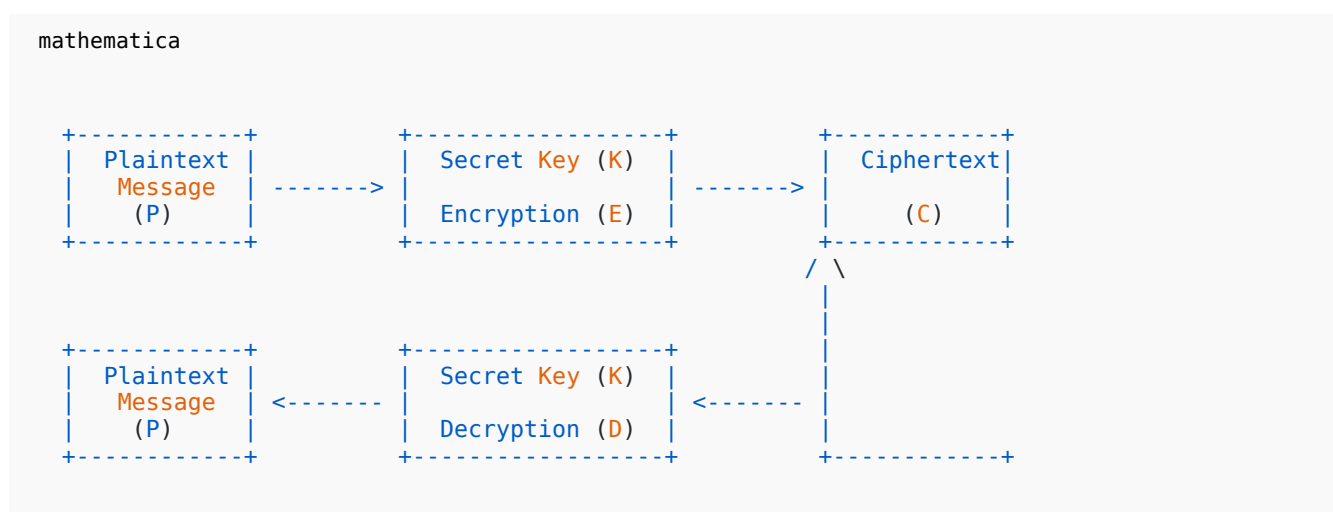 mathematica
+------------+          +------------------+          +------------+
|  Plaintext |          |  Secret Key (K)  |          |  Ciphertext|
|   Message  | -------> |                  | -------> |            |
|    (P)     |          |  Encryption (E)  |          |     (C)    |
+------------+          +------------------+          +------------+
                                                     / \
                                                      |
                                                      |
+------------+          +------------------+          |
|  Plaintext |          |  Secret Key (K)  |          |
|   Message  | <------- |                  | <------- |
|    (P)     |          |  Decryption (D)  |          |
+------------+          +------------------+          +------------+